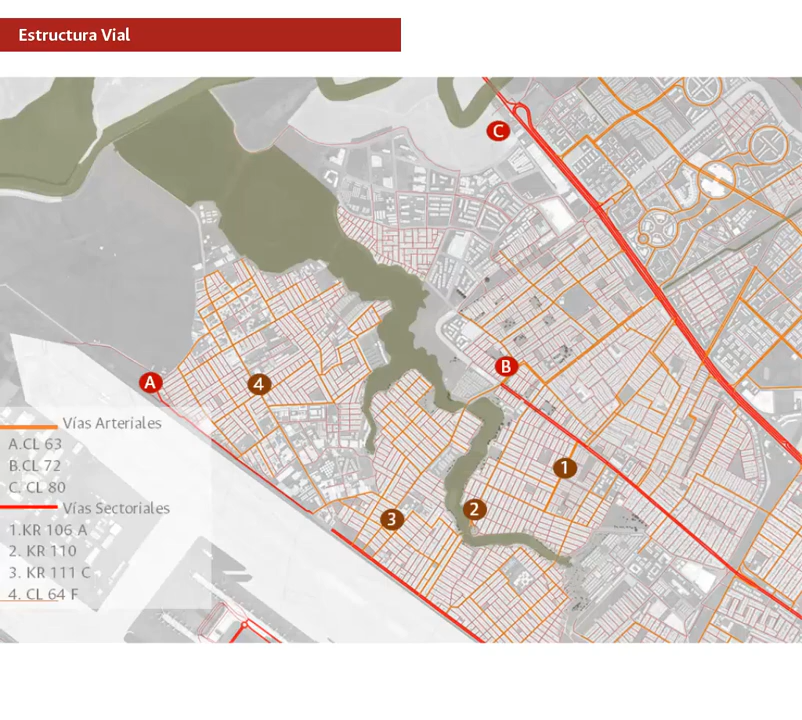 Estructura Vial
C
A
B
4
1
2
3
Vías Arteriales
A.CL 63
B.CL 72
C. CL 80
Vías Sectoriales
1.KR 106 A
2. KR 110
3. KR 111 C
4. CL 64 F